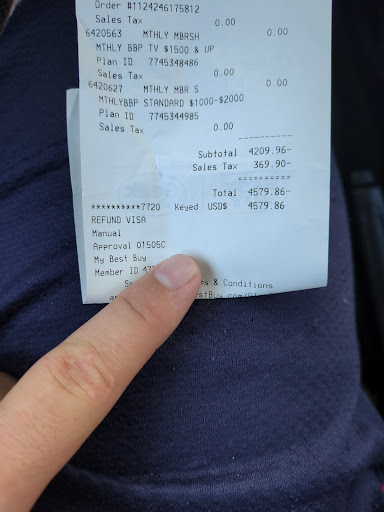 Order #1124246175812
Sales Tax 0.00
6420563 MTHLY MBRSH 0.00
MTHLY BBP TV $1500 & UP
Plan ID 7745348486
Sales Tax 0.00
6420627 MTHLY MBR S 0.00
MTHLYBBP STANDARD $1000-$2000
Plan ID 7745344985
Sales Tax 0.00
Subtotal 4209.96-
Sales Tax 369.90-
Total 4579.86-
**********7720 Keyed USD$ 4579.86
REFUND VISA
Manual
Approval 01505C
My Best Buy
Member ID
& Conditions